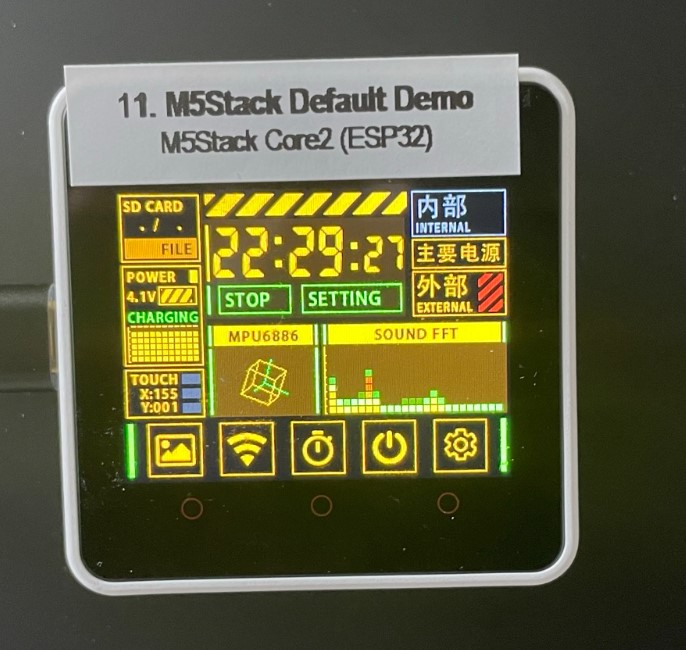 11. M5Stack Default Demo
M5Stack Core2 (ESP32)
SD CARD
. / .
FILE
22:29:27
内部
INTERNAL
主要电源
外部
EXTERNAL
STOP
SETTING
POWER
4.1V
CHARGING
MPU6886
SOUND FFT
TOUCH
X:155
Y:001